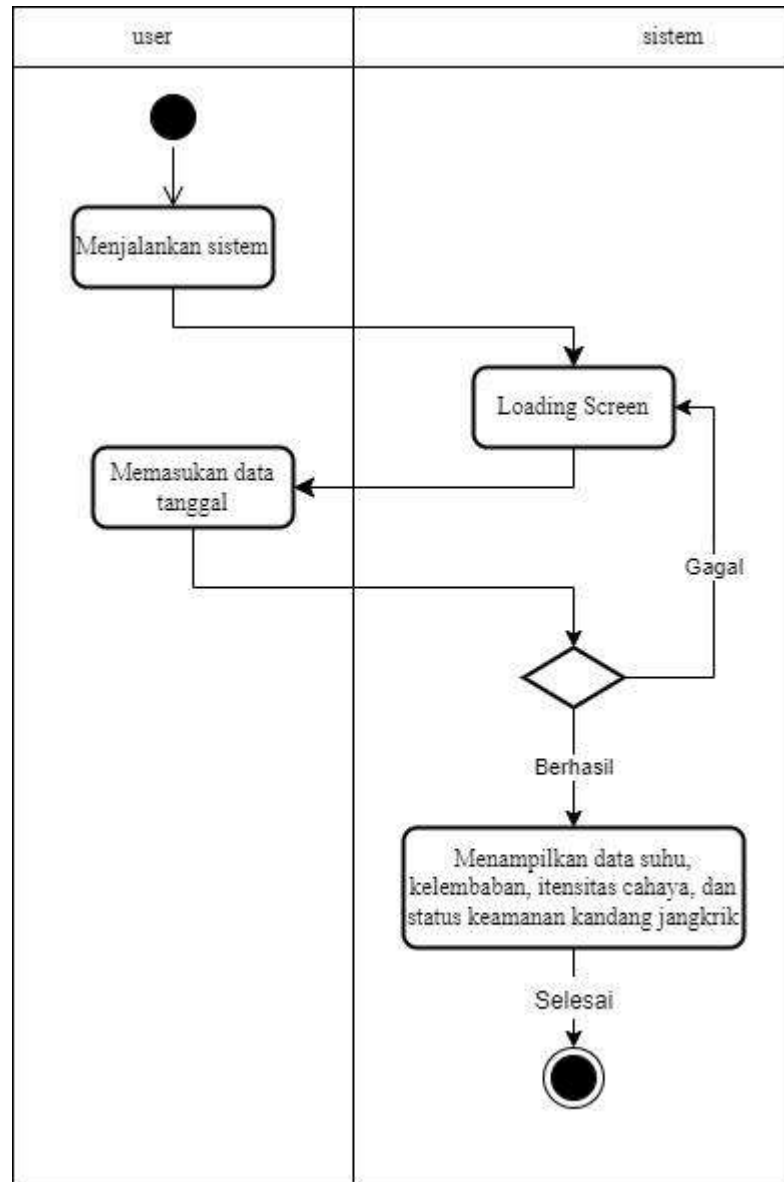 user
sistem
Menjalankan sistem
Loading Screen
Memasukan data
tanggal
Gagal
Berhasil
Menampilkan data suhu,
kelembaban, itensitas cahaya, dan
status keamanan kandang jangkrik
Selesai